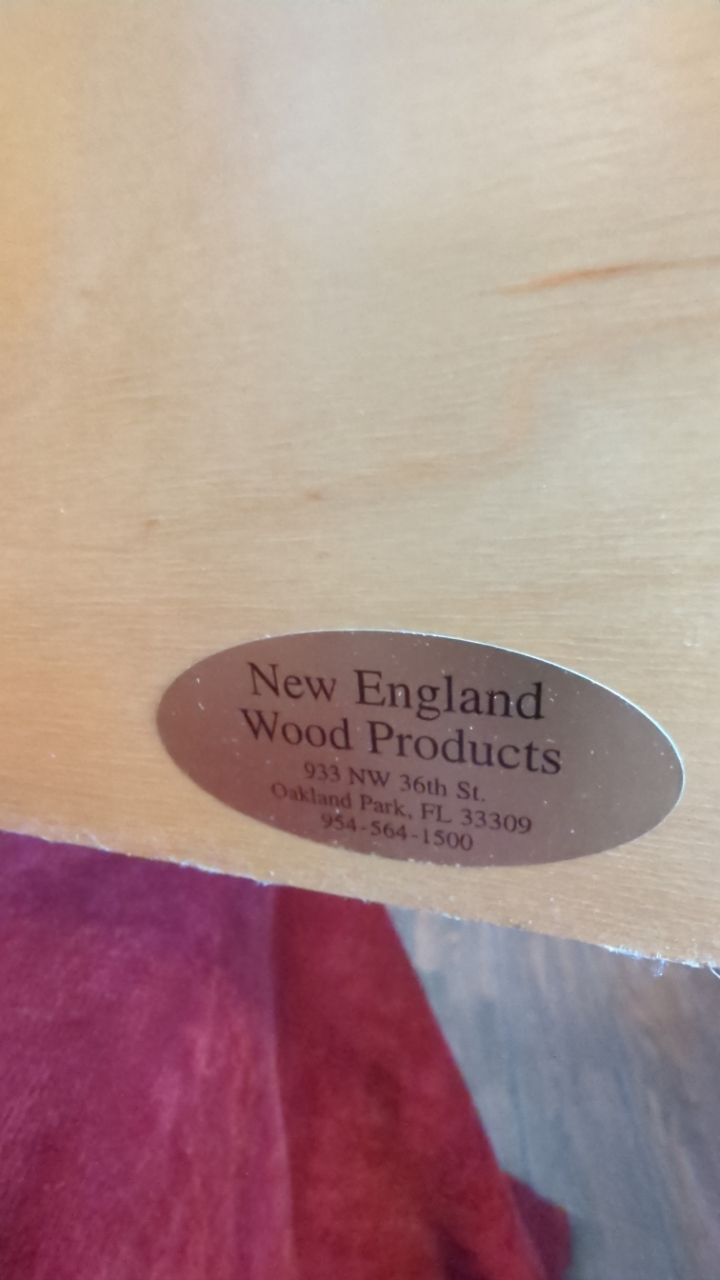 New England
Wood Products
933 NW 36th St.
Oakland Park, FL 33309
954-564-1500